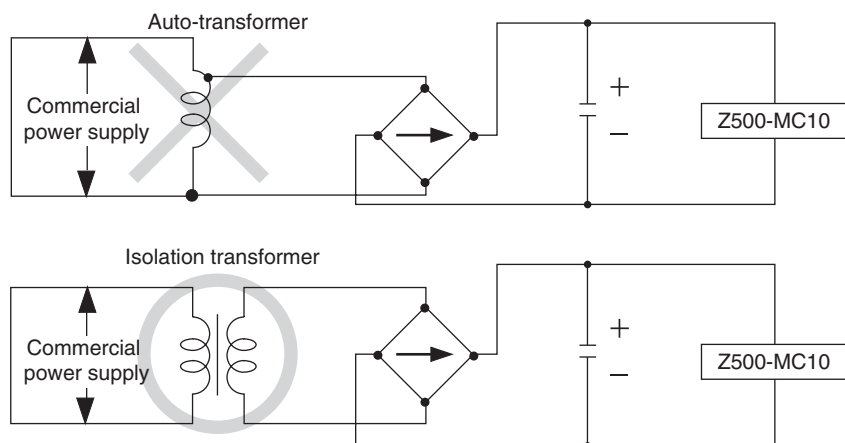 Auto-transformer
Commercial
power supply
+
−
Z500-MC10
Isolation transformer
Commercial
power supply
+
−
Z500-MC10